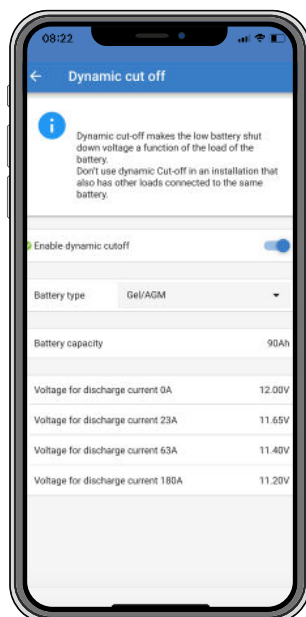 08:22
Dynamic cut off
Dynamic cut-off makes the low battery shut
down voltage a function of the load of the
battery.
Don't use dynamic Cut-off in an installation that
also has other loads connected to the same
battery.
Enable dynamic cutoff
Battery type Gel/AGM
Battery capacity 90Ah
Voltage for discharge current 0A 12.00V
Voltage for discharge current 23A 11.65V
Voltage for discharge current 63A 11.40V
Voltage for discharge current 180A 11.20V